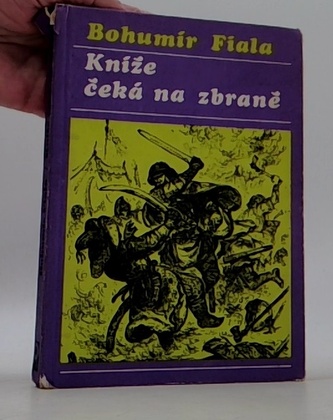 Bohumír Fiala
Kníže
čeká na zbraně